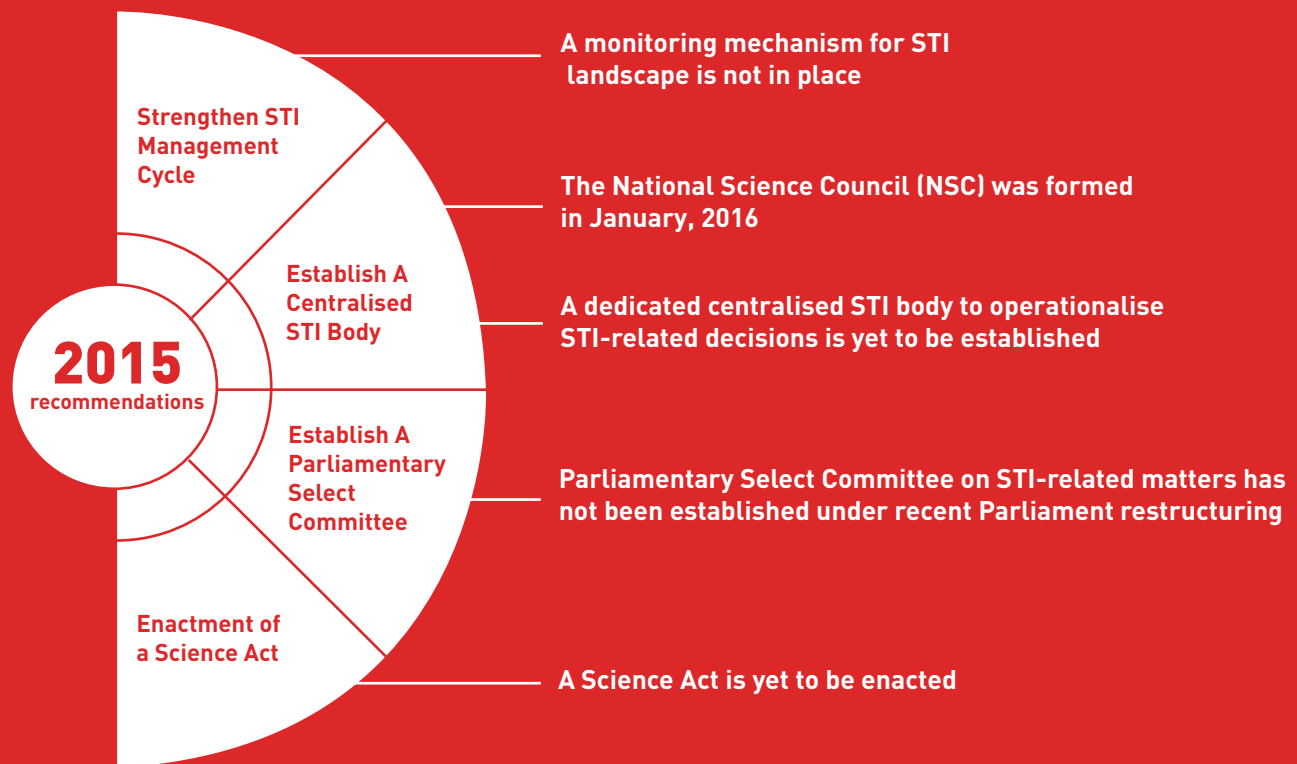 2015
recommendations
Strengthen STI
Management
Cycle
A monitoring mechanism for STI
landscape is not in place
Establish A
Centralised
STI Body
The National Science Council (NSC) was formed
in January, 2016
A dedicated centralised STI body to operationalise
STI-related decisions is yet to be established
Establish A
Parliamentary
Select
Committee
Parliamentary Select Committee on STI-related matters has
not been established under recent Parliament restructuring
Enactment of
a Science Act
A Science Act is yet to be enacted